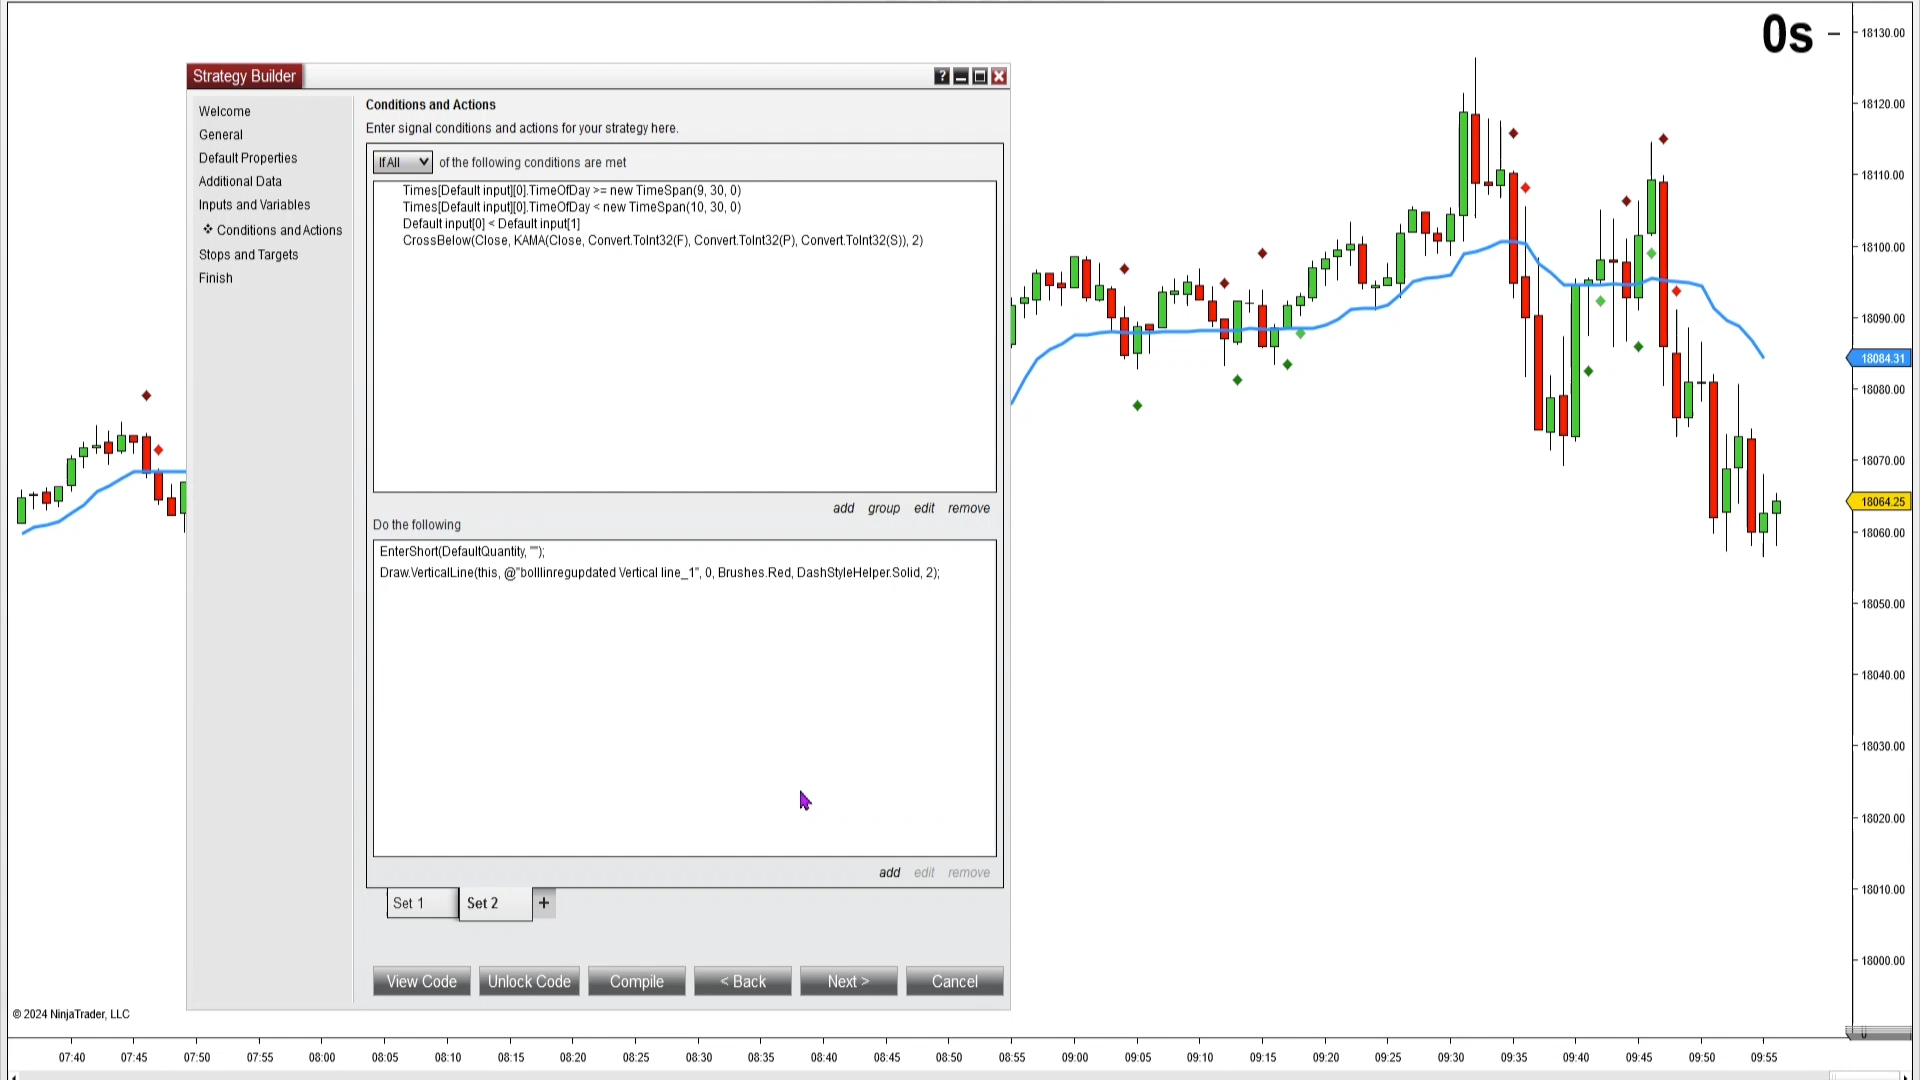 0s
Strategy Builder
?
Welcome
General
Default Properties
Additional Data
Inputs and Variables
Conditions and Actions
Stops and Targets
Finish
Conditions and Actions
Enter signal conditions and actions for your strategy here.
If All of the following conditions are met
Times[Default input][0].TimeOfDay >= new TimeSpan(9, 30, 0)
Times[Default input][0].TimeOfDay < new TimeSpan(10, 30, 0)
Default input[0] < Default input[1]
CrossBelow(Close, KAMA(Close, Convert.ToInt32(F), Convert.ToInt32(P), Convert.ToInt32(S)), 2)
add group edit remove
Do the following
EnterShort(DefaultQuantity, "");
Draw.VerticalLine(this, @"bolllinregupdated Vertical line_1", 0, Brushes.Red, DashStyleHelper.Solid, 2);
add edit remove
Set 1 Set 2 +
View Code Unlock Code Compile < Back Next > Cancel
18130.00
18120.00
18110.00
18100.00
18090.00
18084.31
18080.00
18070.00
18064.25
18060.00
18050.00
18040.00
18030.00
18020.00
18010.00
18000.00
© 2024 NinjaTrader, LLC
07:40 07:45 07:50 07:55 08:00 08:05 08:10 08:15 08:20 08:25 08:30 08:35 08:40 08:45 08:50 08:55 09:00 09:05 09:10 09:15 09:20 09:25 09:30 09:35 09:40 09:45 09:50 09:55